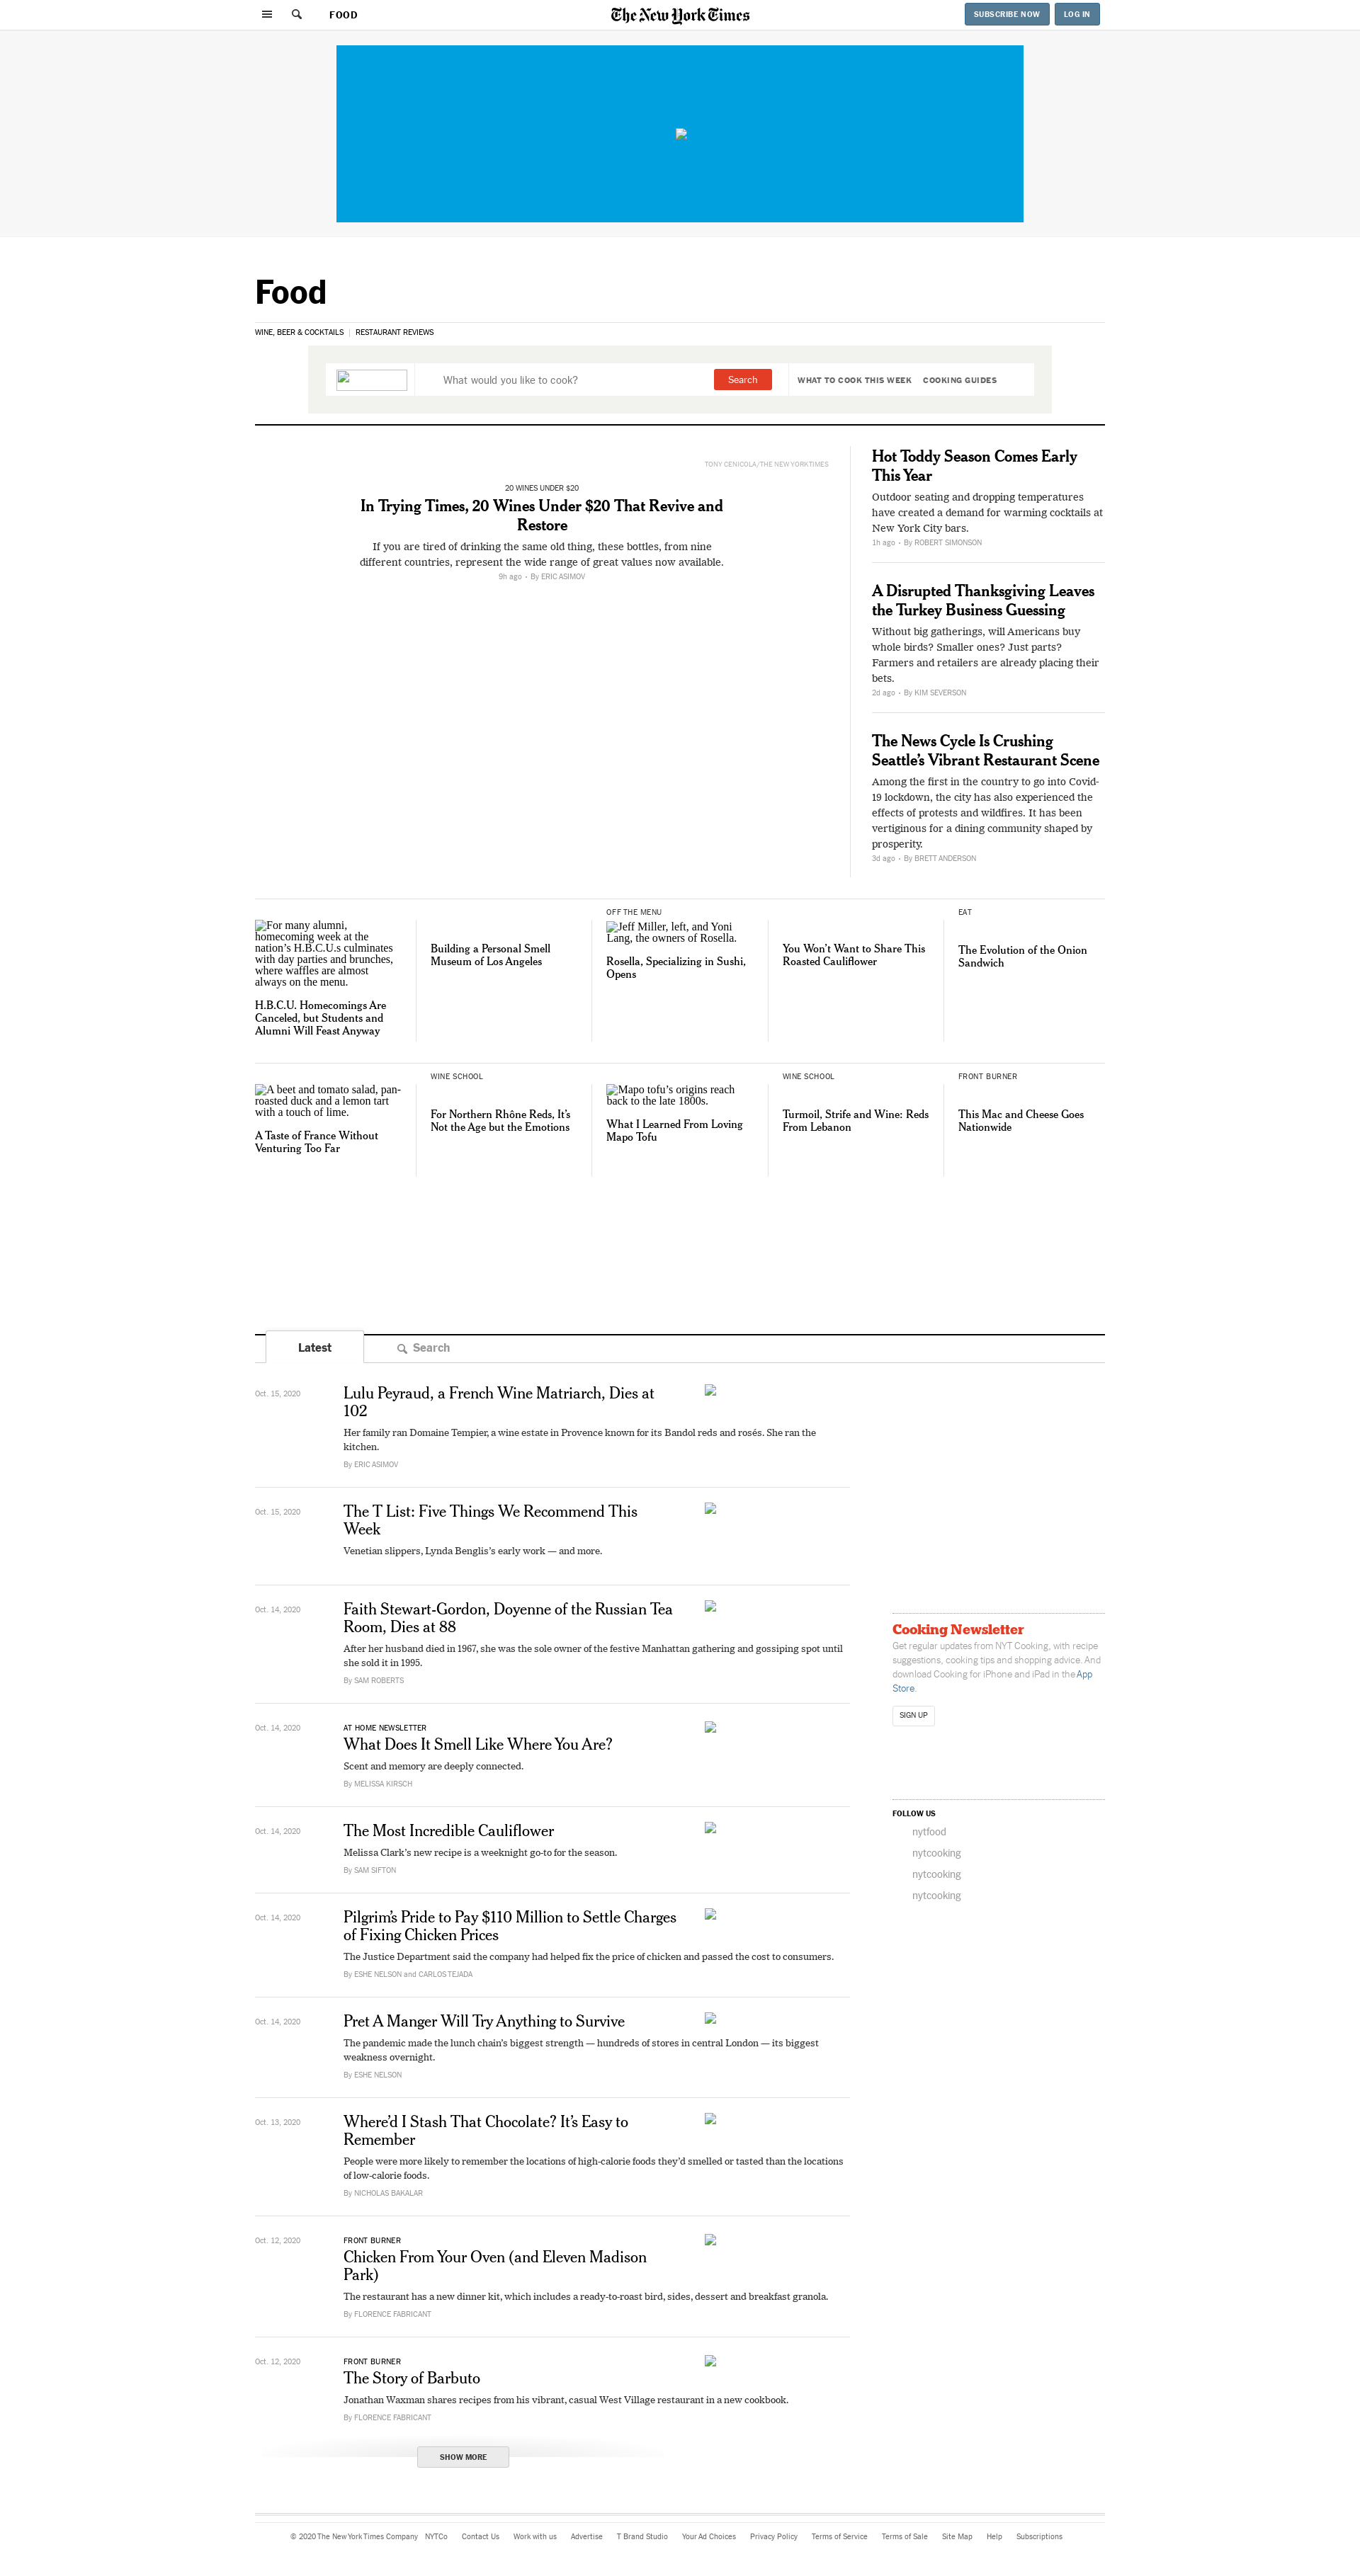 FOOD
The New York Times
SUBSCRIBE NOW
LOG IN
Food
WINE, BEER & COCKTAILS
RESTAURANT REVIEWS
What would you like to cook?
Search
WHAT TO COOK THIS WEEK
COOKING GUIDES
TONY CENICOLA/THE NEW YORK TIMES
20 WINES UNDER $20
In Trying Times, 20 Wines Under $20 That Revive and
Restore
If you are tired of drinking the same old thing, these bottles, from nine
different countries, represent the wide range of great values now available.
9h ago • By ERIC ASIMOV
Hot Toddy Season Comes Early
This Year
Outdoor seating and dropping temperatures
have created a demand for warming cocktails at
New York City bars.
1h ago • By ROBERT SIMONSON
A Disrupted Thanksgiving Leaves
the Turkey Business Guessing
Without big gatherings, will Americans buy
whole birds? Smaller ones? Just parts?
Farmers and retailers are already placing their
bets.
2d ago • By KIM SEVERSON
The News Cycle Is Crushing
Seattle’s Vibrant Restaurant Scene
Among the first in the country to go into Covid-
19 lockdown, the city has also experienced the
effects of protests and wildfires. It has been
vertiginous for a dining community shaped by
prosperity.
3d ago • By BRETT ANDERSON
For many alumni,
homecoming week at the
nation’s H.B.C.U.s culminates
with day parties and brunches,
where waffles are almost
always on the menu.
H.B.C.U. Homecomings Are
Canceled, but Students and
Alumni Will Feast Anyway
Building a Personal Smell
Museum of Los Angeles
OFF THE MENU
Jeff Miller, left, and Yoni
Lang, the owners of Rosella.
Rosella, Specializing in Sushi,
Opens
You Won’t Want to Share This
Roasted Cauliflower
EAT
The Evolution of the Onion
Sandwich
A beet and tomato salad, pan-
roasted duck and a lemon tart
with a touch of lime.
A Taste of France Without
Venturing Too Far
WINE SCHOOL
For Northern Rhône Reds, It’s
Not the Age but the Emotions
Mapo tofu’s origins reach
back to the late 1800s.
What I Learned From Loving
Mapo Tofu
WINE SCHOOL
Turmoil, Strife and Wine: Reds
From Lebanon
FRONT BURNER
This Mac and Cheese Goes
Nationwide
Latest
Search
Oct. 15, 2020
Lulu Peyraud, a French Wine Matriarch, Dies at
102
Her family ran Domaine Tempier, a wine estate in Provence known for its Bandol reds and rosés. She ran the
kitchen.
By ERIC ASIMOV
Oct. 15, 2020
The T List: Five Things We Recommend This
Week
Venetian slippers, Lynda Benglis’s early work — and more.
Oct. 14, 2020
Faith Stewart-Gordon, Doyenne of the Russian Tea
Room, Dies at 88
After her husband died in 1967, she was the sole owner of the festive Manhattan gathering and gossiping spot until
she sold it in 1995.
By SAM ROBERTS
Oct. 14, 2020
AT HOME NEWSLETTER
What Does It Smell Like Where You Are?
Scent and memory are deeply connected.
By MELISSA KIRSCH
Oct. 14, 2020
The Most Incredible Cauliflower
Melissa Clark’s new recipe is a weeknight go-to for the season.
By SAM SIFTON
Oct. 14, 2020
Pilgrim’s Pride to Pay $110 Million to Settle Charges
of Fixing Chicken Prices
The Justice Department said the company had helped fix the price of chicken and passed the cost to consumers.
By ESHE NELSON and CARLOS TEJADA
Oct. 14, 2020
Pret A Manger Will Try Anything to Survive
The pandemic made the lunch chain’s biggest strength — hundreds of stores in central London — its biggest
weakness overnight.
By ESHE NELSON
Oct. 13, 2020
Where’d I Stash That Chocolate? It’s Easy to
Remember
People were more likely to remember the locations of high-calorie foods they’d smelled or tasted than the locations
of low-calorie foods.
By NICHOLAS BAKALAR
Oct. 12, 2020
FRONT BURNER
Chicken From Your Oven (and Eleven Madison
Park)
The restaurant has a new dinner kit, which includes a ready-to-roast bird, sides, dessert and breakfast granola.
By FLORENCE FABRICANT
Oct. 12, 2020
FRONT BURNER
The Story of Barbuto
Jonathan Waxman shares recipes from his vibrant, casual West Village restaurant in a new cookbook.
By FLORENCE FABRICANT
SHOW MORE
Cooking Newsletter
Get regular updates from NYT Cooking, with recipe
suggestions, cooking tips and shopping advice. And
download Cooking for iPhone and iPad in the App
Store.
SIGN UP
FOLLOW US
nytfood
nytcooking
nytcooking
nytcooking
© 2020 The New York Times Company NYTCo Contact Us Work with us Advertise T Brand Studio Your Ad Choices Privacy Policy Terms of Service Terms of Sale Site Map Help Subscriptions